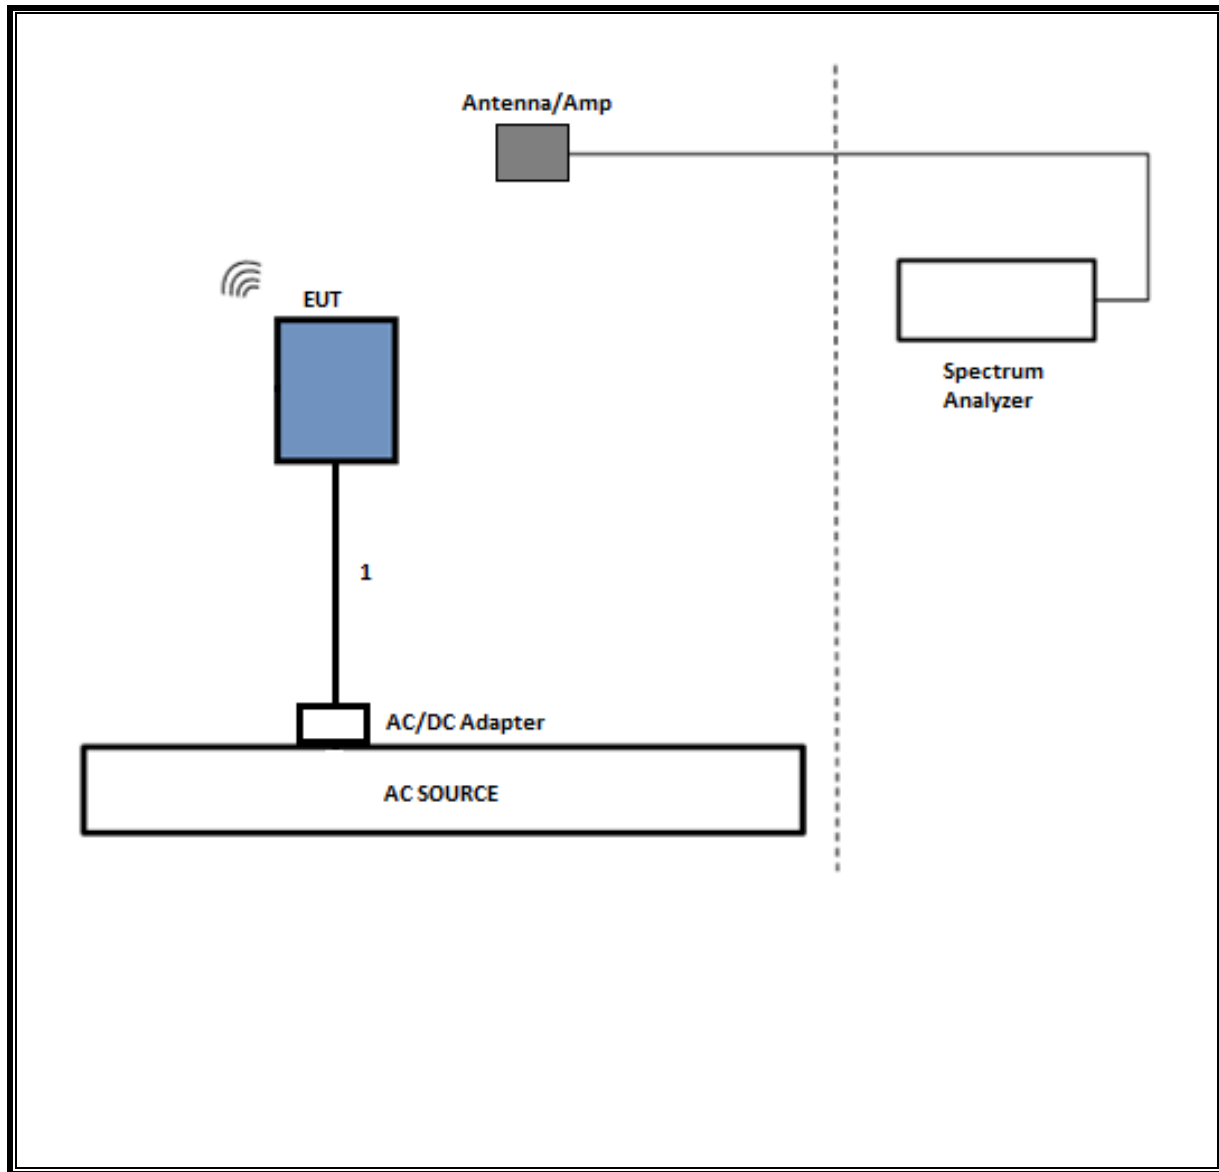 Antenna/Amp
EUT
Spectrum
Analyzer
1
AC/DC Adapter
AC SOURCE